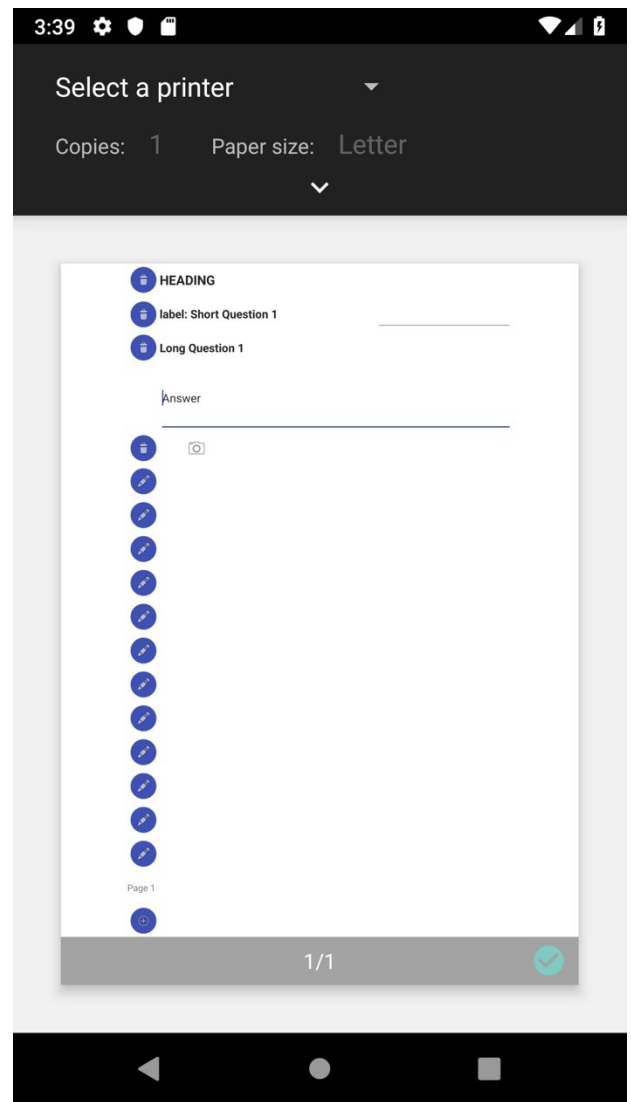 3:39
Select a printer
Copies: 1 Paper size: Letter
HEADING
label: Short Question 1
Long Question 1
Answer
Page 1
1/1